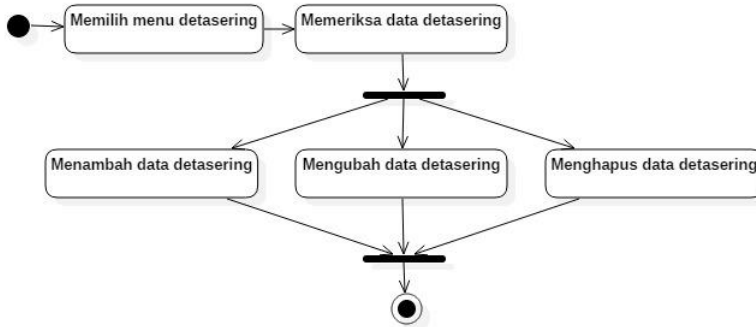 Memilih menu detasering
Memeriksa data detasering
Menambah data detasering
Mengubah data detasering
Menghapus data detasering